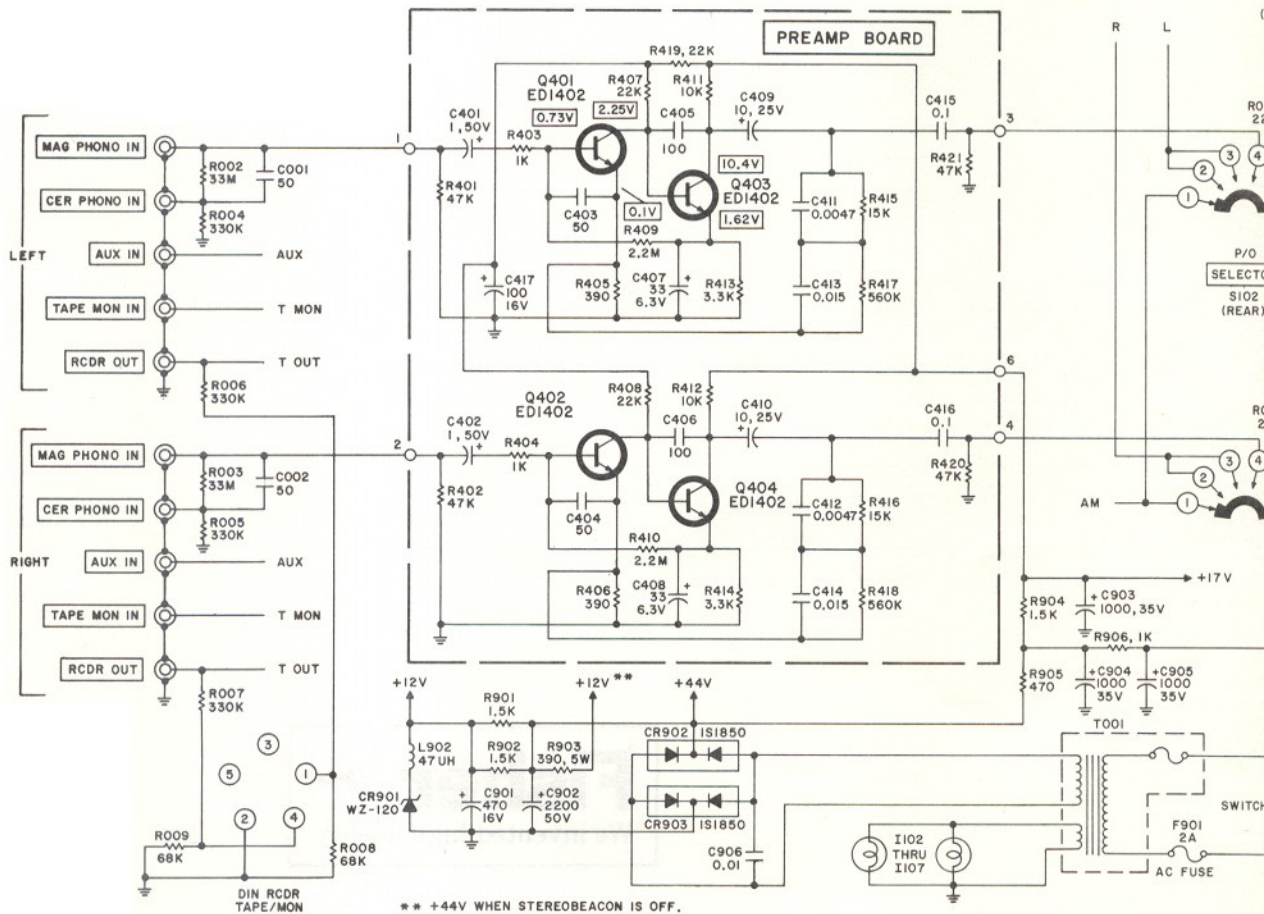 PREAMP BOARD
R L
R419, 22K
Q401
ED1402
R407
22K
R411
10K
C409
10, 25V
C415
0.1
3
C401
1,50V
+
0.73V
2.25V
C405
100
R403
1K
R421
47K
LEFT
MAG PHONO IN
R002
33M
C001
50
1
R401
47K
10.4V
Q403
ED1402
1.62V
0.1V
C403
50
R409
2.2M
C411
0.0047
R415
15K
CER PHONO IN
R004
330K
AUX IN
AUX
TAPE MON IN
T MON
RCDR OUT
T OUT
R006
330K
+
C417
100
16V
R405
390
C407
33
6.3V
+
R413
3.3K
C413
0.015
R417
560K
1
2
3
4
P/O
S102
(REAR)
6
RIGHT
MAG PHONO IN
R003
33M
C002
50
2
CER PHONO IN
R005
330K
AUX IN
AUX
TAPE MON IN
T MON
RCDR OUT
T OUT
R007
330K
Q402
ED1402
R408
22K
R412
10K
C410
10, 25V
+
C416
0.1
4
C402
1,50V
+
R404
1K
C406
100
R420
47K
R402
47K
Q404
ED1402
C404
50
R410
2.2M
C412
0.0047
R416
15K
R406
390
C408
33
6.3V
+
R414
3.3K
C414
0.015
R418
560K
AM
1
2
3
4
+17V
R904
1.5K
+ C903
1000, 35V
R906, 1K
R905
470
+C904
1000
35V
+C905
1000
35V
+12V
+12V
**
+44V
R901
1.5K
L902
47UH
R902
1.5K
R903
390, 5W
CR902
IS1850
CR901
WZ-120
+
C901
470
16V
+C902
2200
50V
CR903
IS1850
C906
0.01
T001
SWITCH
I102
THRU
I107
F901
2A
AC FUSE
3
5
1
2
4
R009
68K
R008
68K
DIN RCDR
TAPE/MON
** +44V WHEN STEREOBEACON IS OFF.